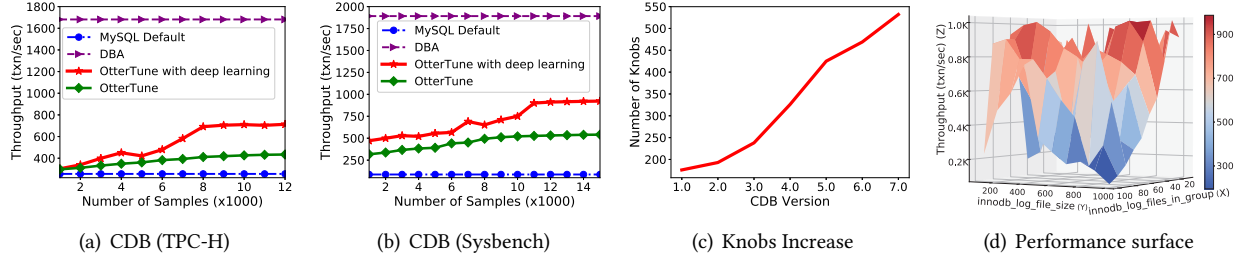 1800
1600
1400
1200
1000
800
600
400
Throughput (txn/sec)
MySQL Default
DBA
OtterTune with deep learning
OtterTune
2 4 6 8 10 12
Number of Samples (x1000)
(a) CDB (TPC-H)
2000
1750
1500
1250
1000
750
500
250
Throughput (txn/sec)
MySQL Default
DBA
OtterTune with deep learning
OtterTune
2 4 6 8 10 12 14
Number of Samples (x1000)
(b) CDB (Sysbench)
550
500
450
400
350
300
250
200
Number of Knobs
1.0 2.0 3.0 4.0 5.0 6.0 7.0
CDB Version
(c) Knobs Increase
1.0K
0.8K
0.6K
0.4K
0.2K
Throughput (txn/sec) (Z)
200 400 600 800 1000
innodb_log_file_size (Y)
100 80 60 40 20
innodb_log_files_in_group (X)
900
700
500
300
(d) Performance surface